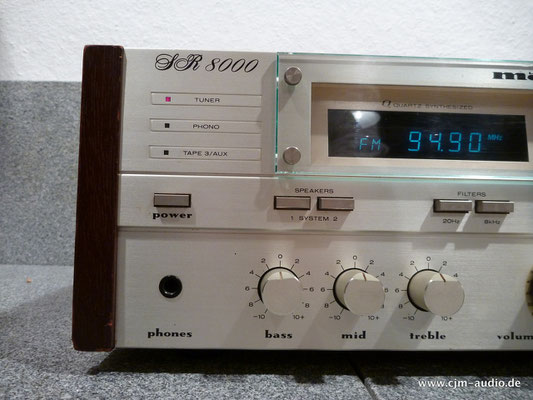 SR 8000
TUNER
PHONO
TAPE 3/AUX
QUARTZ SYNTHESIZED
FM 94.90 MHz
power
SPEAKERS
1 SYSTEM 2
FILTERS
20Hz 8kHz
phones
8 6 4 2 0 2 4 6 8
-10 10+
bass
8 6 4 2 0 2 4 6 8
-10 10+
mid
8 6 4 2 0 2 4 6 8
-10 10+
treble
volum
www.cjm-audio.de